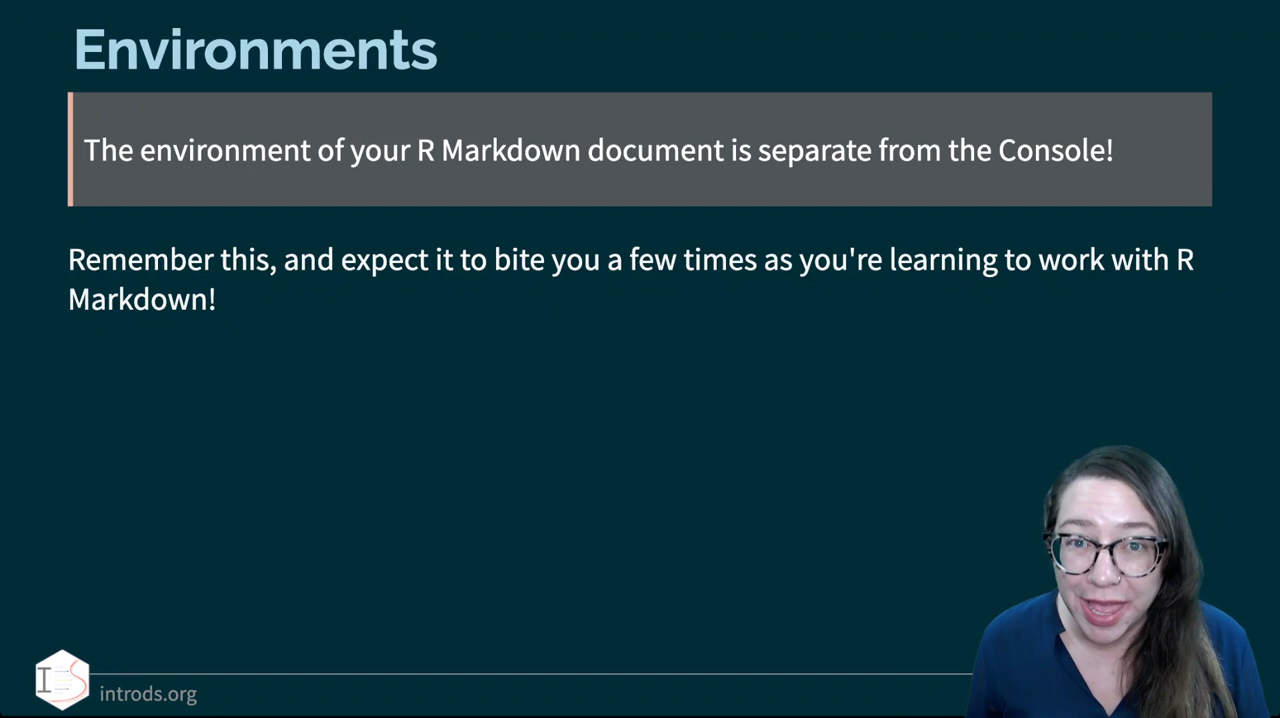 Environments
The environment of your R Markdown document is separate from the Console!
Remember this, and expect it to bite you a few times as you're learning to work with R
Markdown!
I S
introds.org